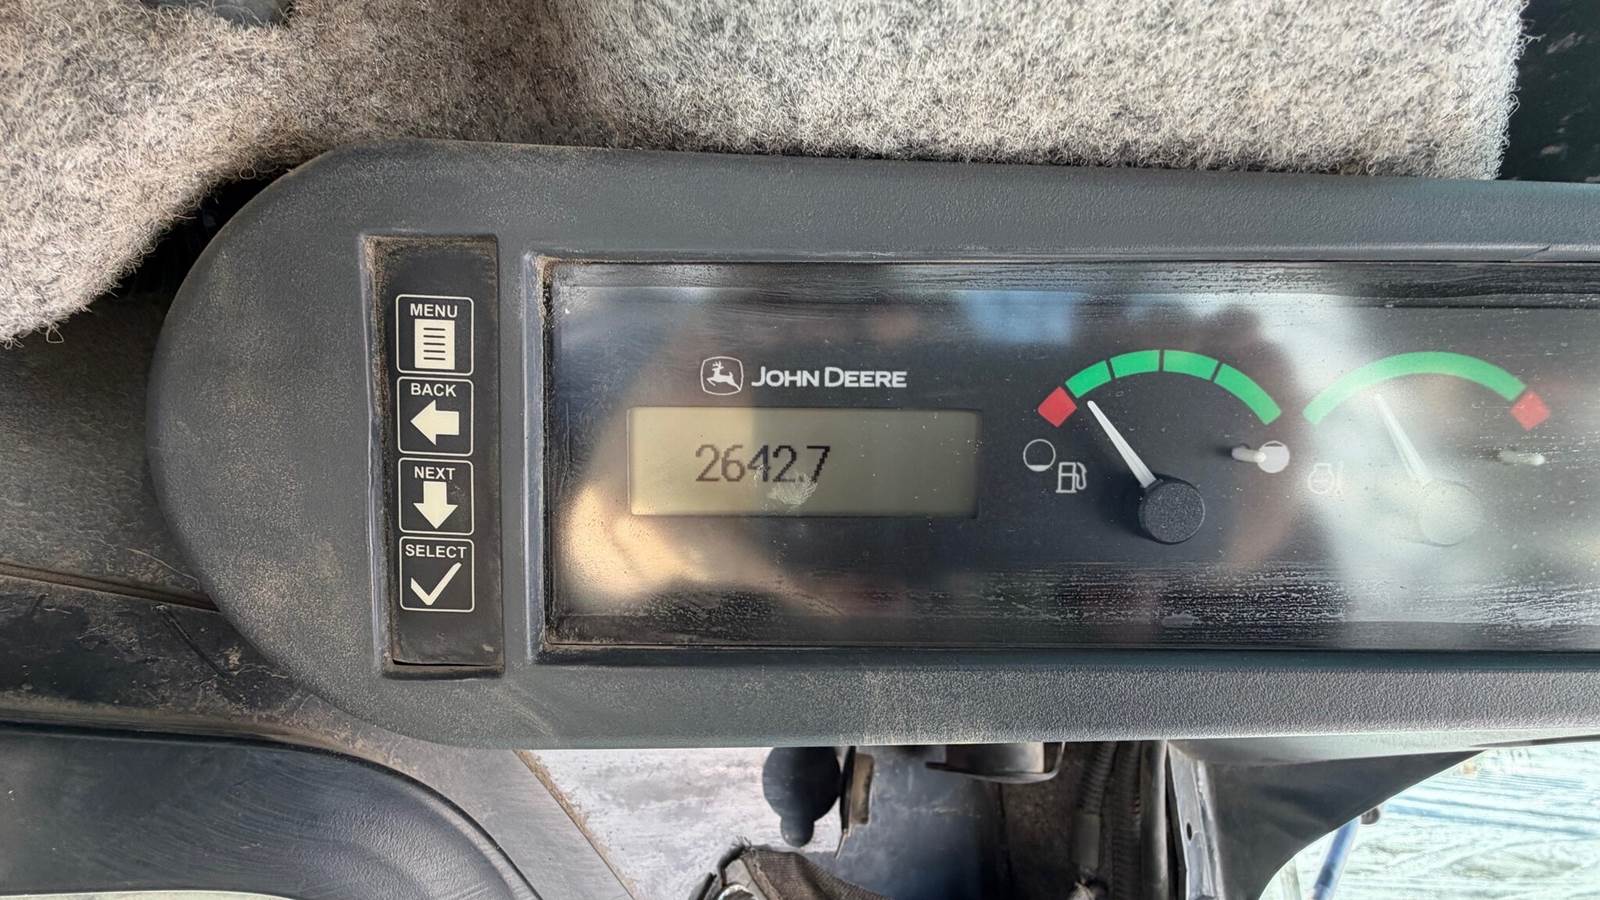 MENU
BACK
NEXT
SELECT
JOHN DEERE
2642.7